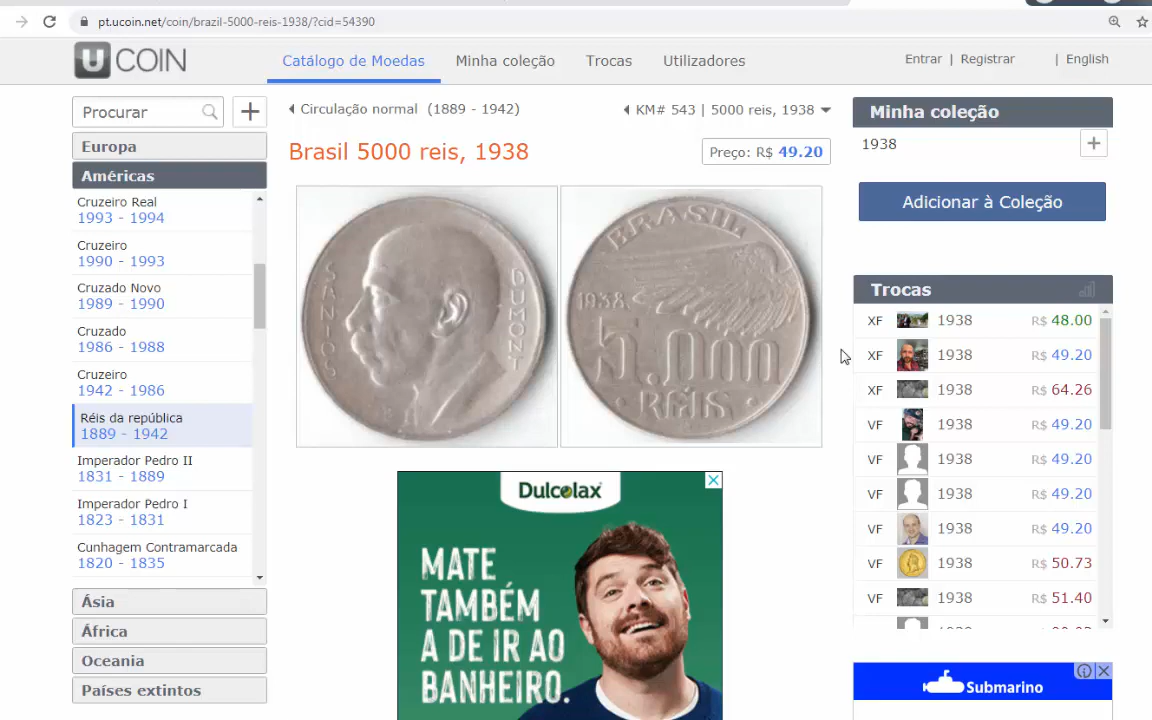 pt.ucoin.net/coin/brazil-5000-reis-1938/?cid=54390
UCOIN
Catálogo de Moedas Minha coleção Trocas Utilizadores
Entrar | Registrar | English
Procurar
Europa
Américas
Cruzeiro Real
1993 - 1994
Cruzeiro
1990 - 1993
Cruzado Novo
1989 - 1990
Cruzado
1986 - 1988
Cruzeiro
1942 - 1986
Réis da república
1889 - 1942
Imperador Pedro II
1831 - 1889
Imperador Pedro I
1823 - 1831
Cunhagem Contramarcada
1820 - 1835
Ásia
África
Oceania
Países extintos
Circulação normal (1889 - 1942)
KM# 543 | 5000 reis, 1938
Brasil 5000 reis, 1938
Preço: R$ 49.20
SANTOS
DUMONT
BRASIL
1938
5.000
RÉIS
Dulcolax
MATE
TAMBÉM
A DE IR AO
BANHEIRO.
Minha coleção
1938
Adicionar à Coleção
Trocas
XF 1938 R$ 48.00
XF 1938 R$ 49.20
XF 1938 R$ 64.26
VF 1938 R$ 49.20
VF 1938 R$ 49.20
VF 1938 R$ 49.20
VF 1938 R$ 49.20
VF 1938 R$ 50.73
VF 1938 R$ 51.40
Submarino